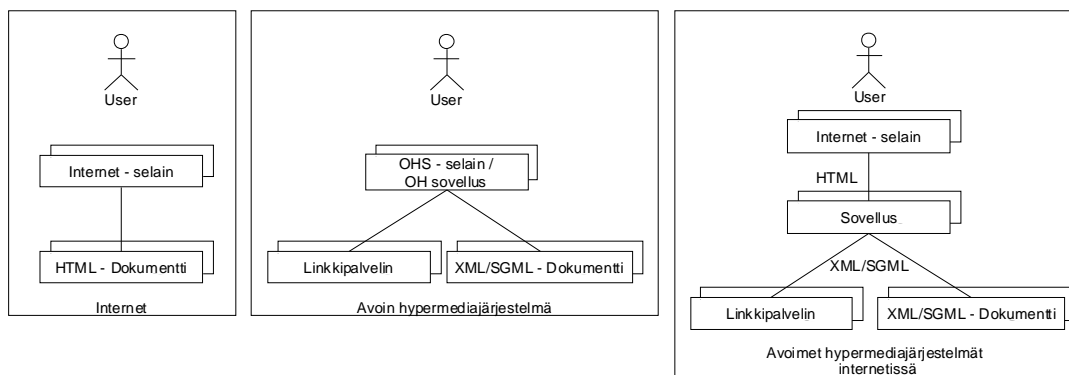 User
Internet - selain
HTML - Dokumentti
Internet
User
OHS - selain /
OH sovellus
Linkkipalvelin
XML/SGML - Dokumentti
Avoin hypermediajärjestelmä
User
Internet - selain
HTML
Sovellus
XML/SGML
Linkkipalvelin
XML/SGML - Dokumentti
Avoimet hypermediajärjestelmät
internetissä